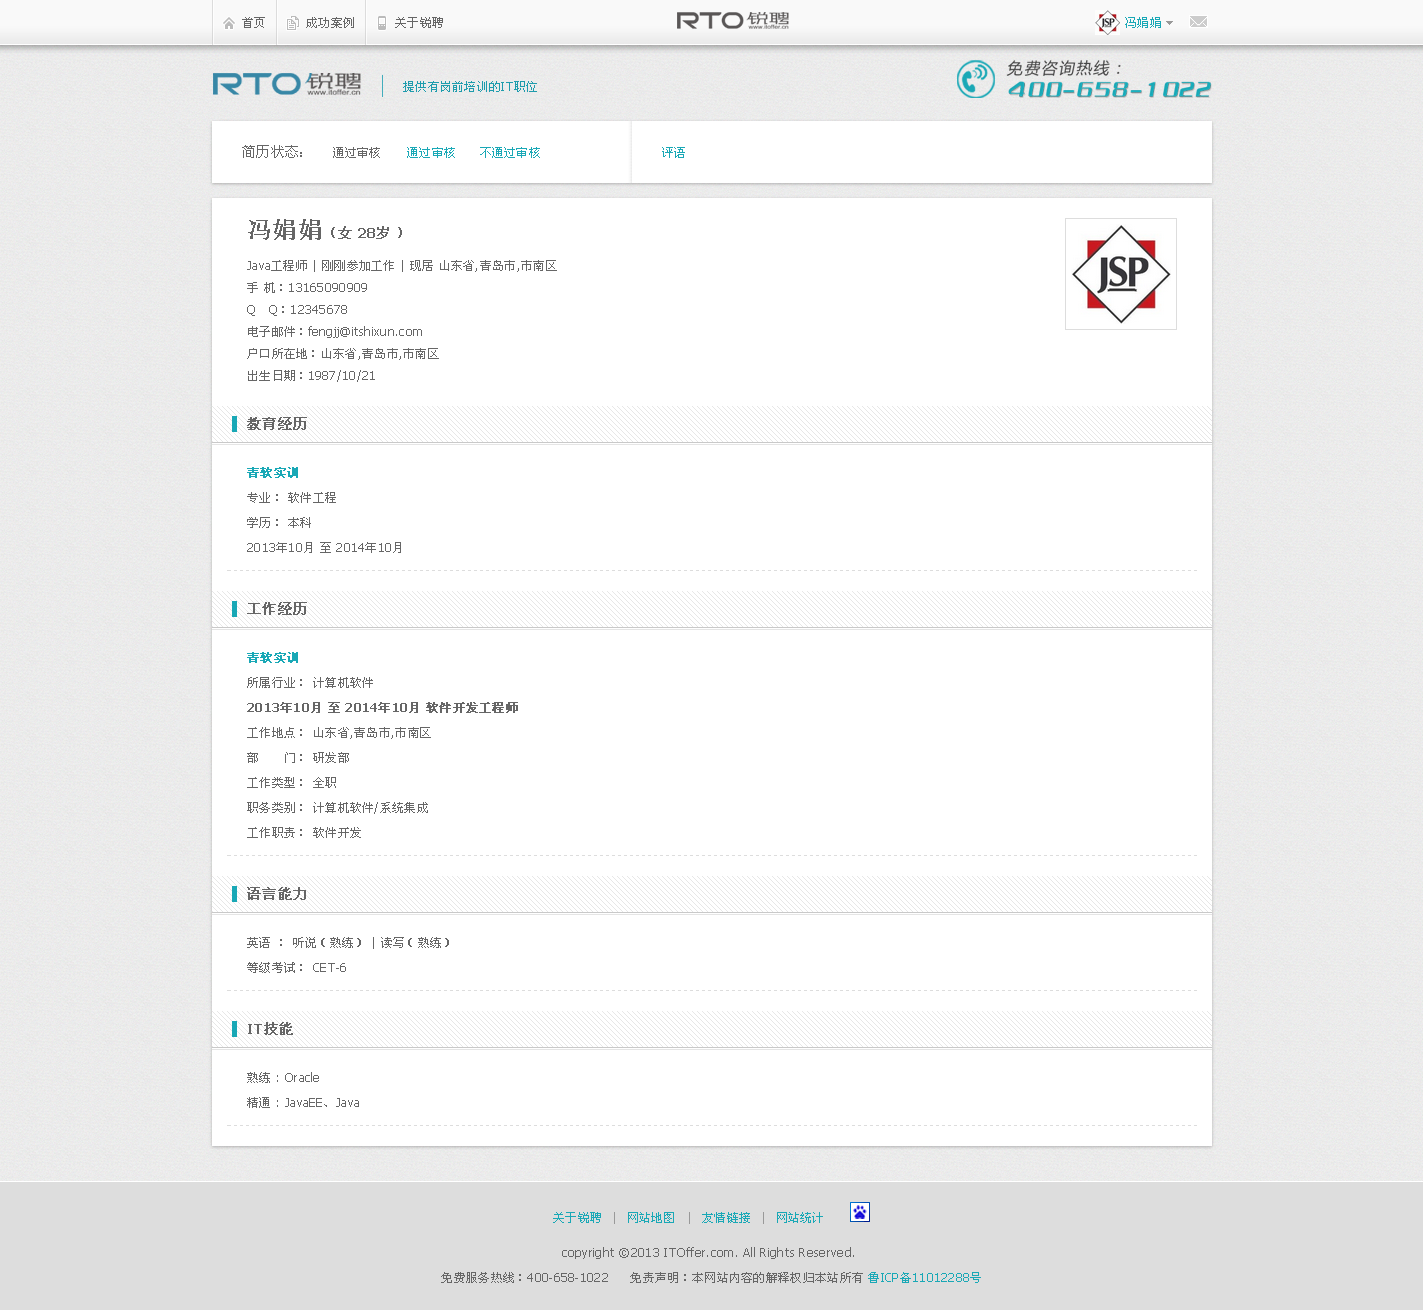 首页 成功案例 关于锐聘 RTO锐聘 www.itoffer.cn JSP 冯娟娟
RTO锐聘 www.itoffer.cn 提供有岗前培训的IT职位 免费咨询热线：
400-658-1022
简历状态： 通过审核 通过审核 不通过审核 评语
冯娟娟（女 28岁 ）
JSP
Java工程师 | 刚刚参加工作 | 现居 山东省,青岛市,市南区
手 机：13165090909
Q Q：12345678
电子邮件：fengjj@itshixun.com
户口所在地：山东省,青岛市,市南区
出生日期：1987/10/21
教育经历
青软实训
专业： 软件工程
学历： 本科
2013年10月 至 2014年10月
工作经历
青软实训
所属行业： 计算机软件
2013年10月 至 2014年10月 软件开发工程师
工作地点： 山东省,青岛市,市南区
部 门： 研发部
工作类型： 全职
职务类别： 计算机软件/系统集成
工作职责： 软件开发
语言能力
英语 ： 听说（熟练） | 读写（熟练）
等级考试： CET-6
IT技能
熟练：Oracle
精通：JavaEE、Java
关于锐聘 | 网站地图 | 友情链接 | 网站统计
copyright ©2013 ITOffer.com. All Rights Reserved.
免费服务热线：400-658-1022 免责声明：本网站内容的解释权归本站所有 鲁ICP备11012288号